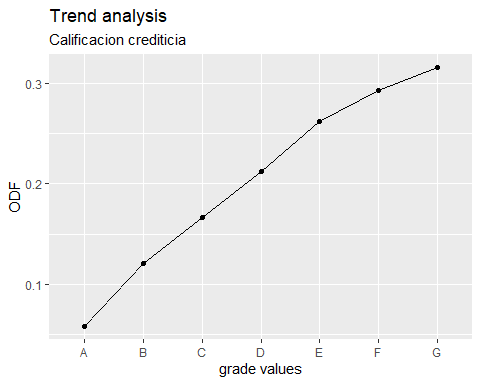 Trend analysis
Calificacion crediticia
ODF
0.3
0.2
0.1
A B C D E F G
grade values